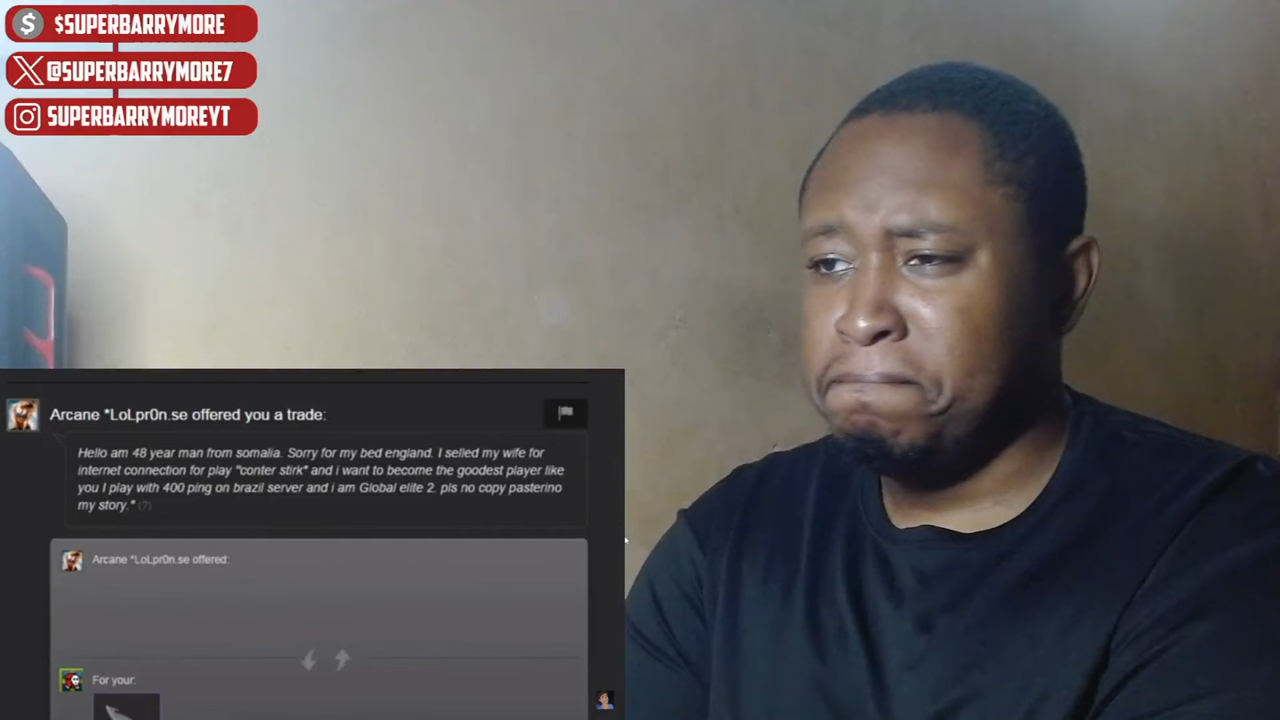 $SUPERBARRYMORE
@SUPERBARRYMORE7
SUPERBARRYMOREYT
Arcane *LoLpr0n.se offered you a trade:
Hello am 48 year man from somalia. Sorry for my bed england. I selled my wife for
internet connection for play "conter stirk" and i want to become the goodest player like
you I play with 400 ping on brazil server and i am Global elite 2. pls no copy pasterino
my story.* (?)
Arcane *LoLpr0n.se offered:
For your: